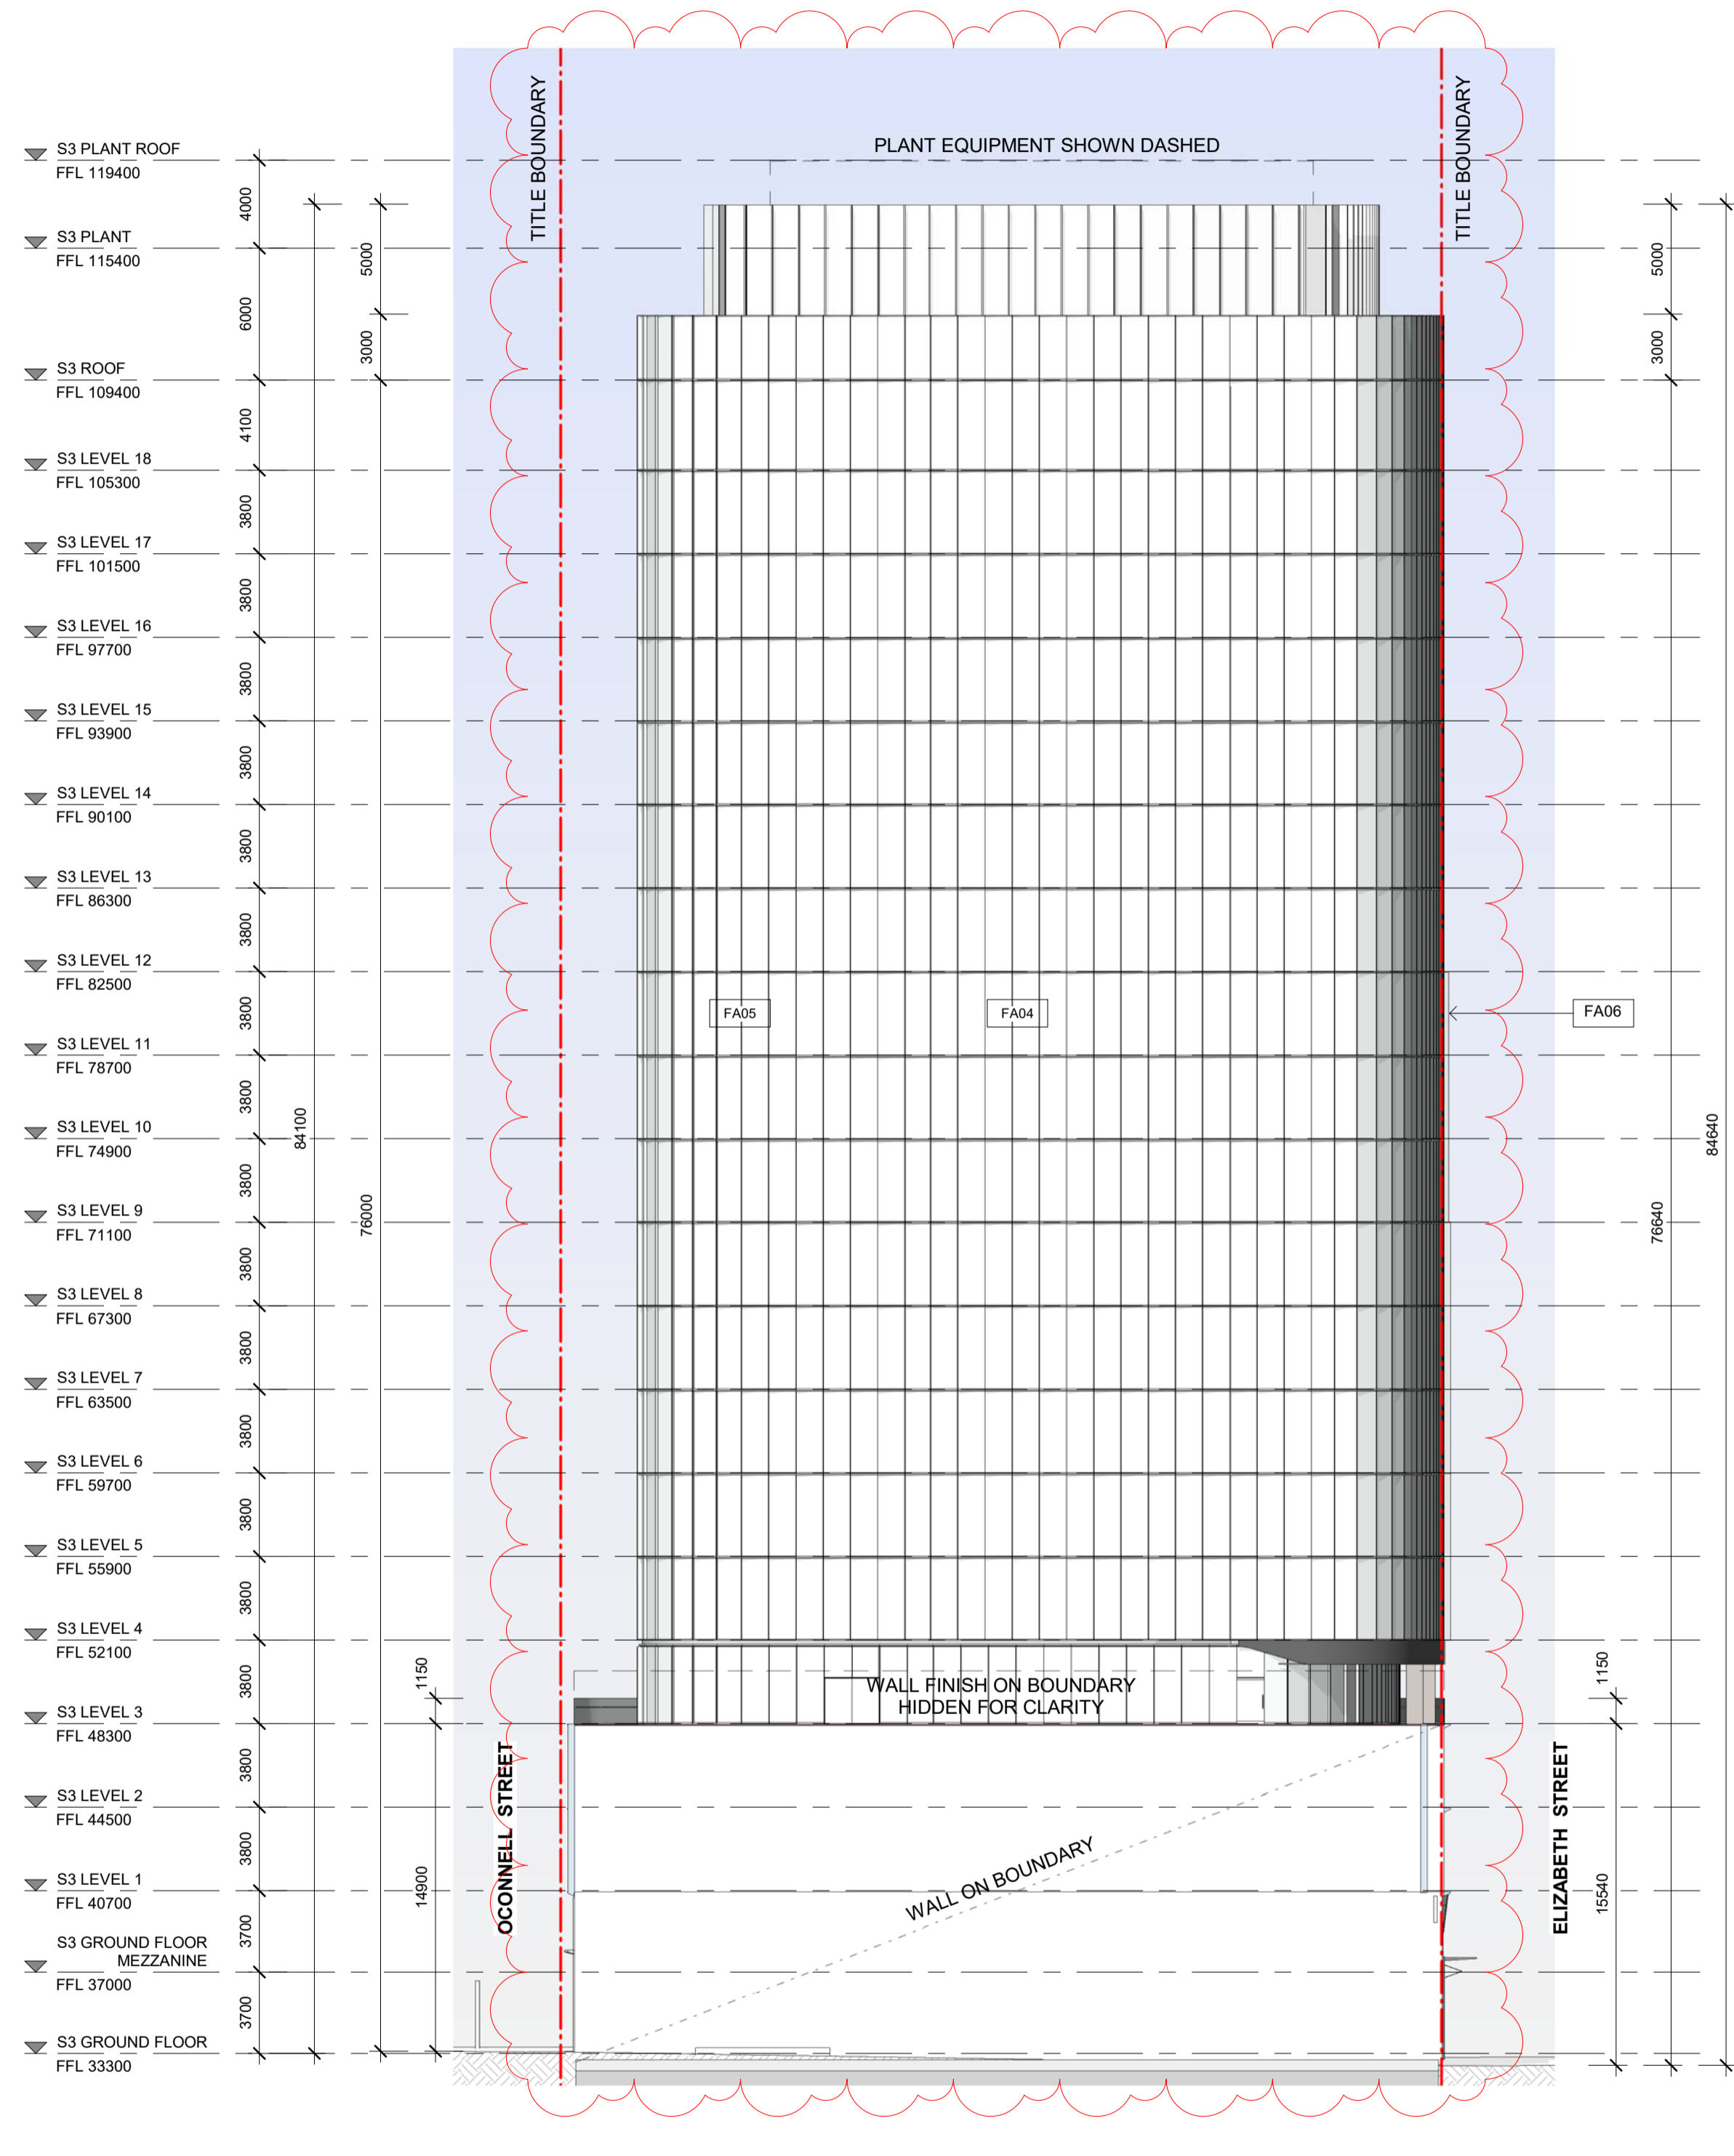 TITLE BOUNDARY
TITLE BOUNDARY
PLANT EQUIPMENT SHOWN DASHED
S3 PLANT ROOF
FFL 119400
4000
S3 PLANT
FFL 115400
5000
5000
6000
3000
3000
S3 ROOF
FFL 109400
4100
S3 LEVEL 18
FFL 105300
3800
S3 LEVEL 17
FFL 101500
3800
S3 LEVEL 16
FFL 97700
3800
S3 LEVEL 15
FFL 93900
3800
S3 LEVEL 14
FFL 90100
3800
S3 LEVEL 13
FFL 86300
3800
S3 LEVEL 12
FFL 82500
3800
FA05
FA04
FA06
S3 LEVEL 11
FFL 78700
3800
84100
84640
S3 LEVEL 10
FFL 74900
3800
76000
76640
S3 LEVEL 9
FFL 71100
3800
S3 LEVEL 8
FFL 67300
3800
S3 LEVEL 7
FFL 63500
3800
S3 LEVEL 6
FFL 59700
3800
S3 LEVEL 5
FFL 55900
3800
S3 LEVEL 4
FFL 52100
3800
1150
1150
WALL FINISH ON BOUNDARY
HIDDEN FOR CLARITY
S3 LEVEL 3
FFL 48300
3800
OCONNELL STREET
ELIZABETH STREET
S3 LEVEL 2
FFL 44500
3800
14900
15540
WALL ON BOUNDARY
S3 LEVEL 1
FFL 40700
3700
S3 GROUND FLOOR
MEZZANINE
FFL 37000
3700
S3 GROUND FLOOR
FFL 33300